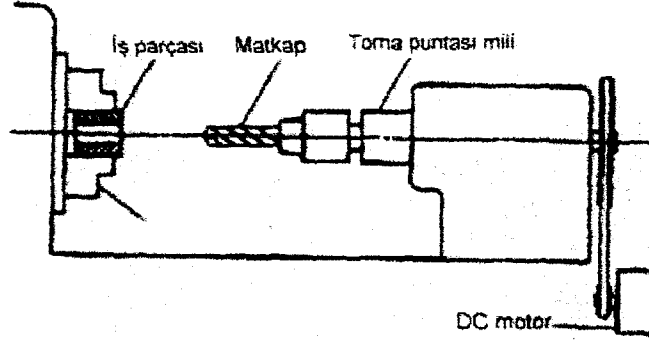 İş parçası
Matkap
Torna puntası mili
DC motor